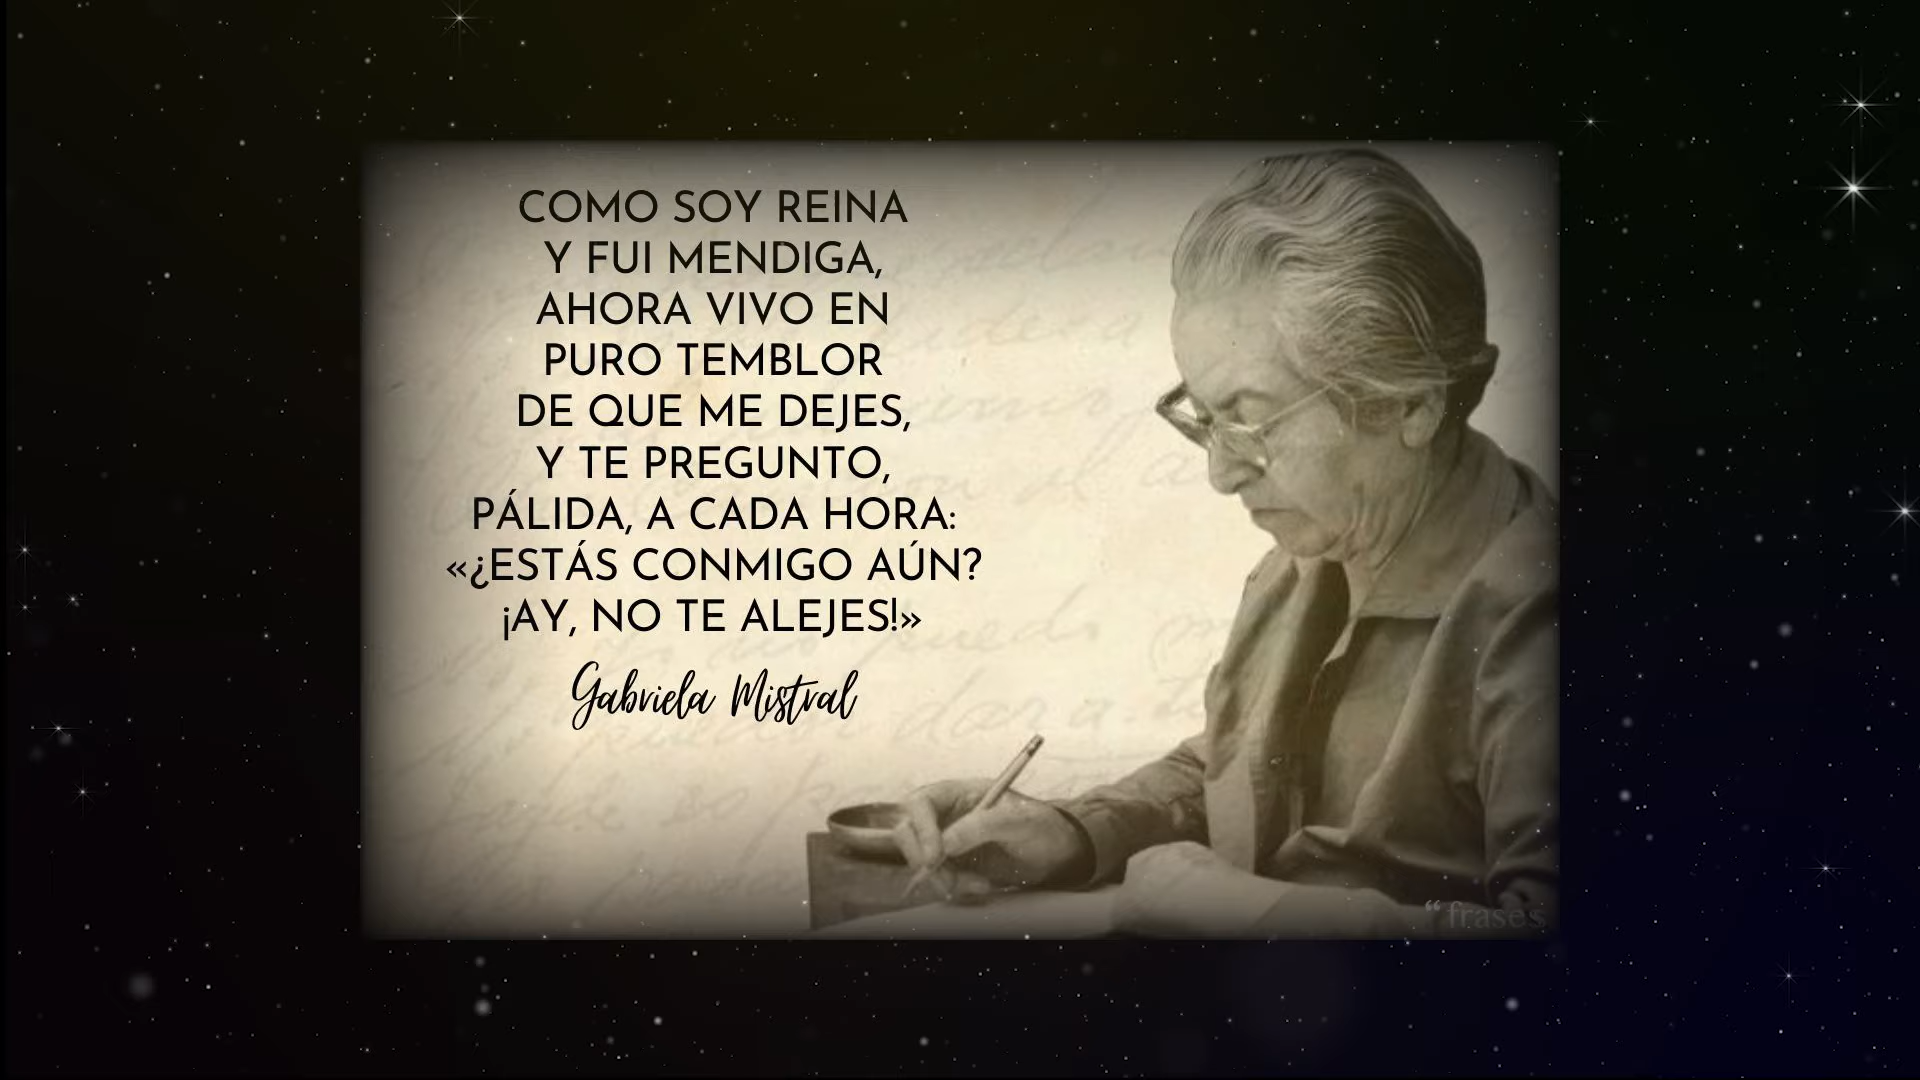 COMO SOY REINA
Y FUI MENDIGA,
AHORA VIVO EN
PURO TEMBLOR
DE QUE ME DEJES,
Y TE PREGUNTO,
PÁLIDA, A CADA HORA:
«¿ESTÁS CONMIGO AÚN?
¡AY, NO TE ALEJES!»
Gabriela Mistral
“frases